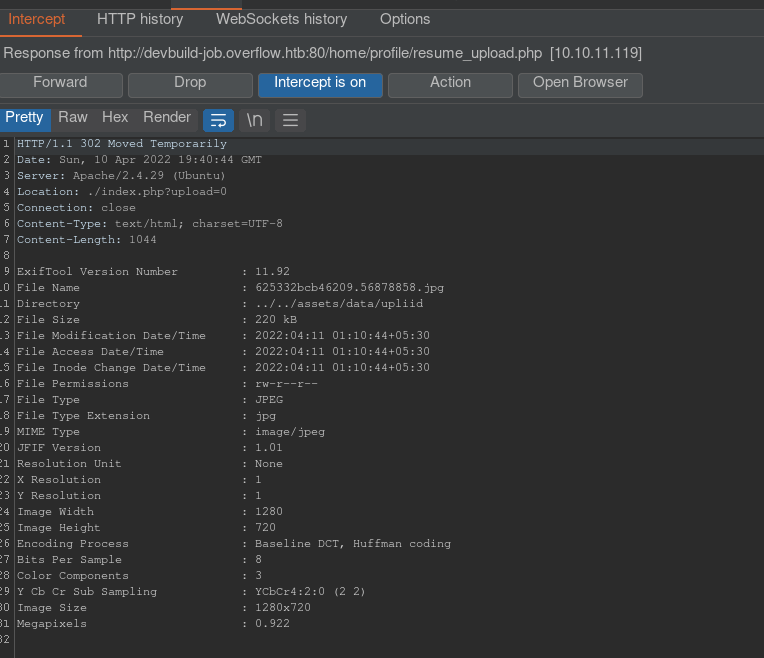 Intercept HTTP history WebSockets history Options
Response from http://devbuild-job.overflow.htb:80/home/profile/resume_upload.php [10.10.11.119]
Forward Drop Intercept is on Action Open Browser
Pretty Raw Hex Render \n
1 HTTP/1.1 302 Moved Temporarily
2 Date: Sun, 10 Apr 2022 19:40:44 GMT
3 Server: Apache/2.4.29 (Ubuntu)
4 Location: ./index.php?upload=0
5 Connection: close
6 Content-Type: text/html; charset=UTF-8
7 Content-Length: 1044
8
9 ExifTool Version Number : 11.92
10 File Name : 625332bcb46209.56878858.jpg
11 Directory : ../../assets/data/upliid
12 File Size : 220 kB
13 File Modification Date/Time : 2022:04:11 01:10:44+05:30
14 File Access Date/Time : 2022:04:11 01:10:44+05:30
15 File Inode Change Date/Time : 2022:04:11 01:10:44+05:30
16 File Permissions : rw-r--r--
17 File Type : JPEG
18 File Type Extension : jpg
19 MIME Type : image/jpeg
20 JFIF Version : 1.01
21 Resolution Unit : None
22 X Resolution : 1
23 Y Resolution : 1
24 Image Width : 1280
25 Image Height : 720
26 Encoding Process : Baseline DCT, Huffman coding
27 Bits Per Sample : 8
28 Color Components : 3
29 Y Cb Cr Sub Sampling : YCbCr4:2:0 (2 2)
30 Image Size : 1280x720
31 Megapixels : 0.922
32